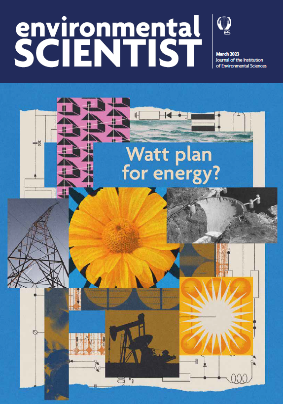 environmental
SCIENTIST
March 2023
Journal of the Institution
of Environmental Sciences
Watt plan
for energy?